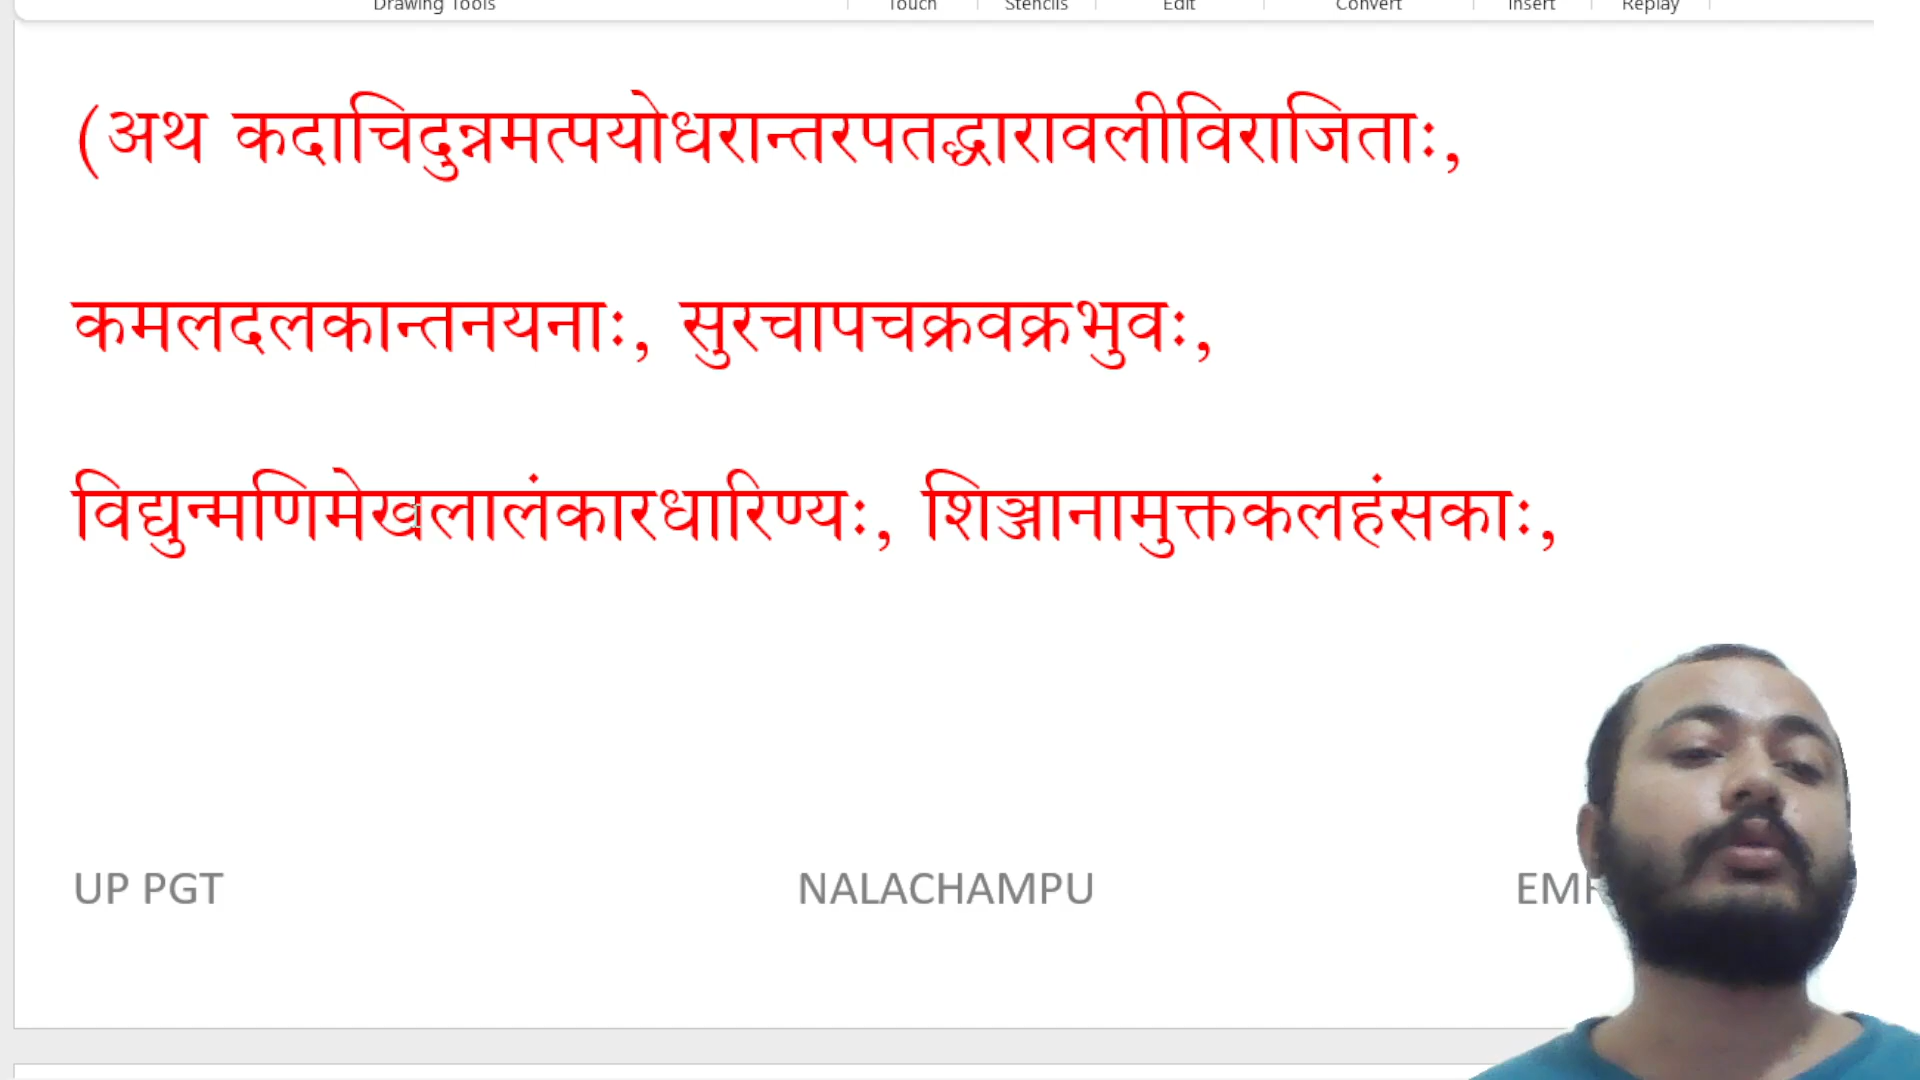 Drawing Tools Touch Stencils Edit Convert Insert Replay
(अथ कदाचिदुन्नमत्पयोधरान्तरपतद्धारावलीविराजिताः,
कमलदलकान्तनयनाः, सुरचापचक्रवक्रभुवः,
विद्युन्मणिमेखलालंकारधारिण्यः, शिञ्जानामुक्तकलहंसकाः,
UP PGT NALACHAMPU